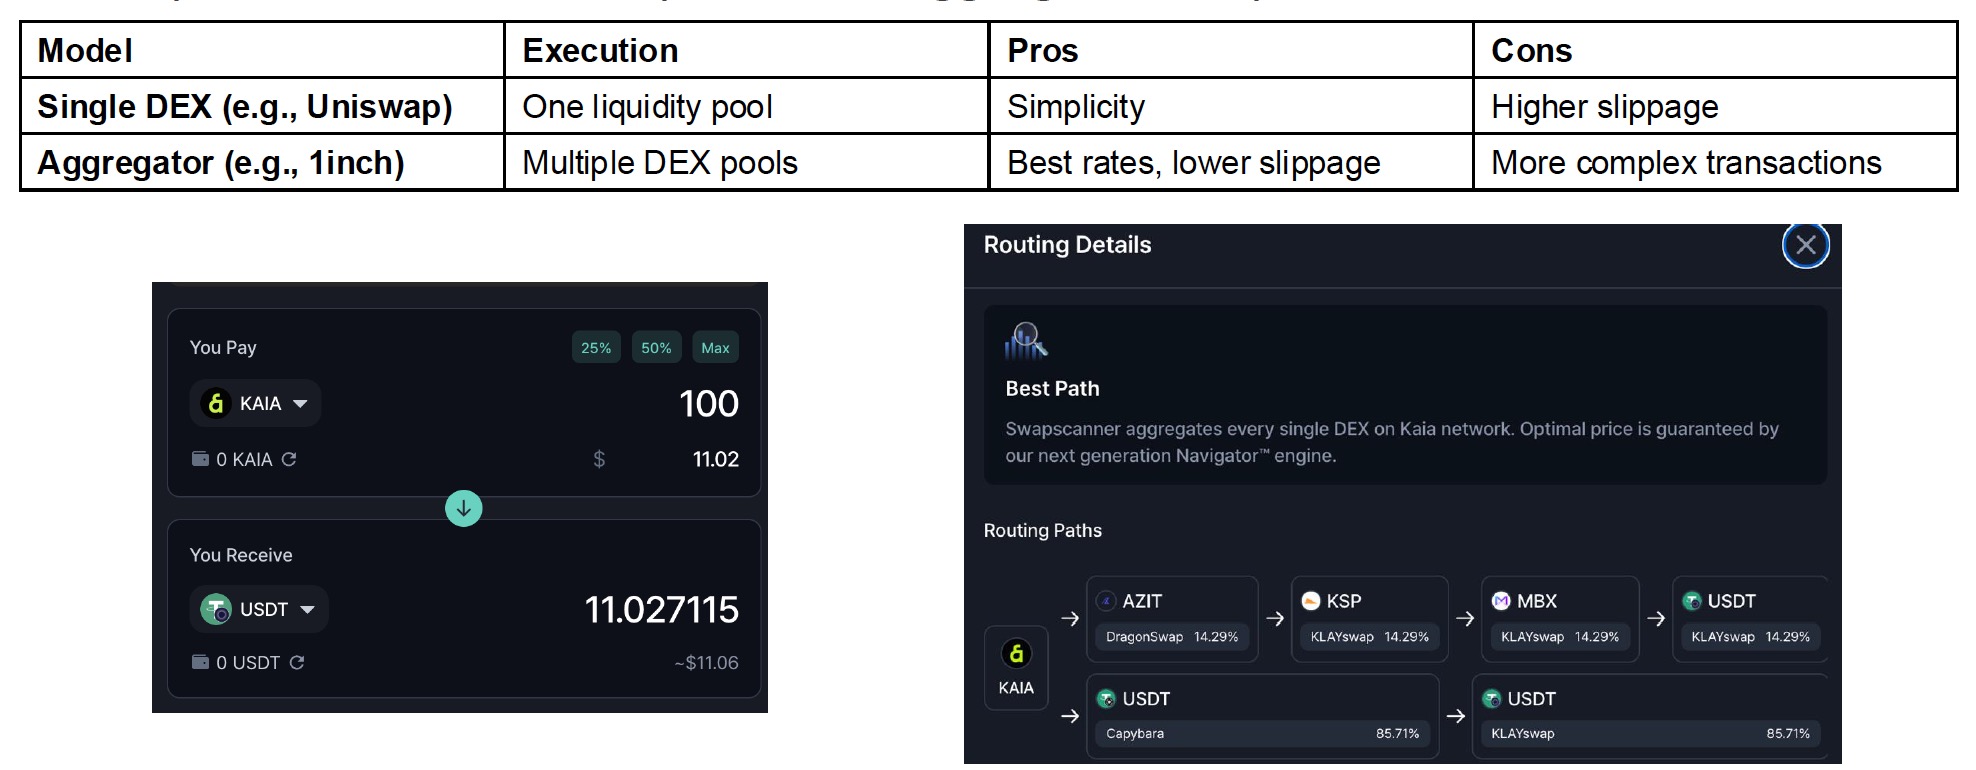 Model Execution Pros Cons
Single DEX (e.g., Uniswap) One liquidity pool Simplicity Higher slippage
Aggregator (e.g., 1inch) Multiple DEX pools Best rates, lower slippage More complex transactions
You Pay 25% 50% Max
KAIA 100
0 KAIA $ 11.02
You Receive
USDT 11.027115
0 USDT ~$11.06
Routing Details
Best Path
Swapscanner aggregates every single DEX on Kaia network. Optimal price is guaranteed by
our next generation Navigator™ engine.
Routing Paths
KAIA
AZIT KSP MBX USDT
DragonSwap 14.29% KLAYswap 14.29% KLAYswap 14.29% KLAYswap 14.29%
USDT USDT
Capybara 85.71% KLAYswap 85.71%